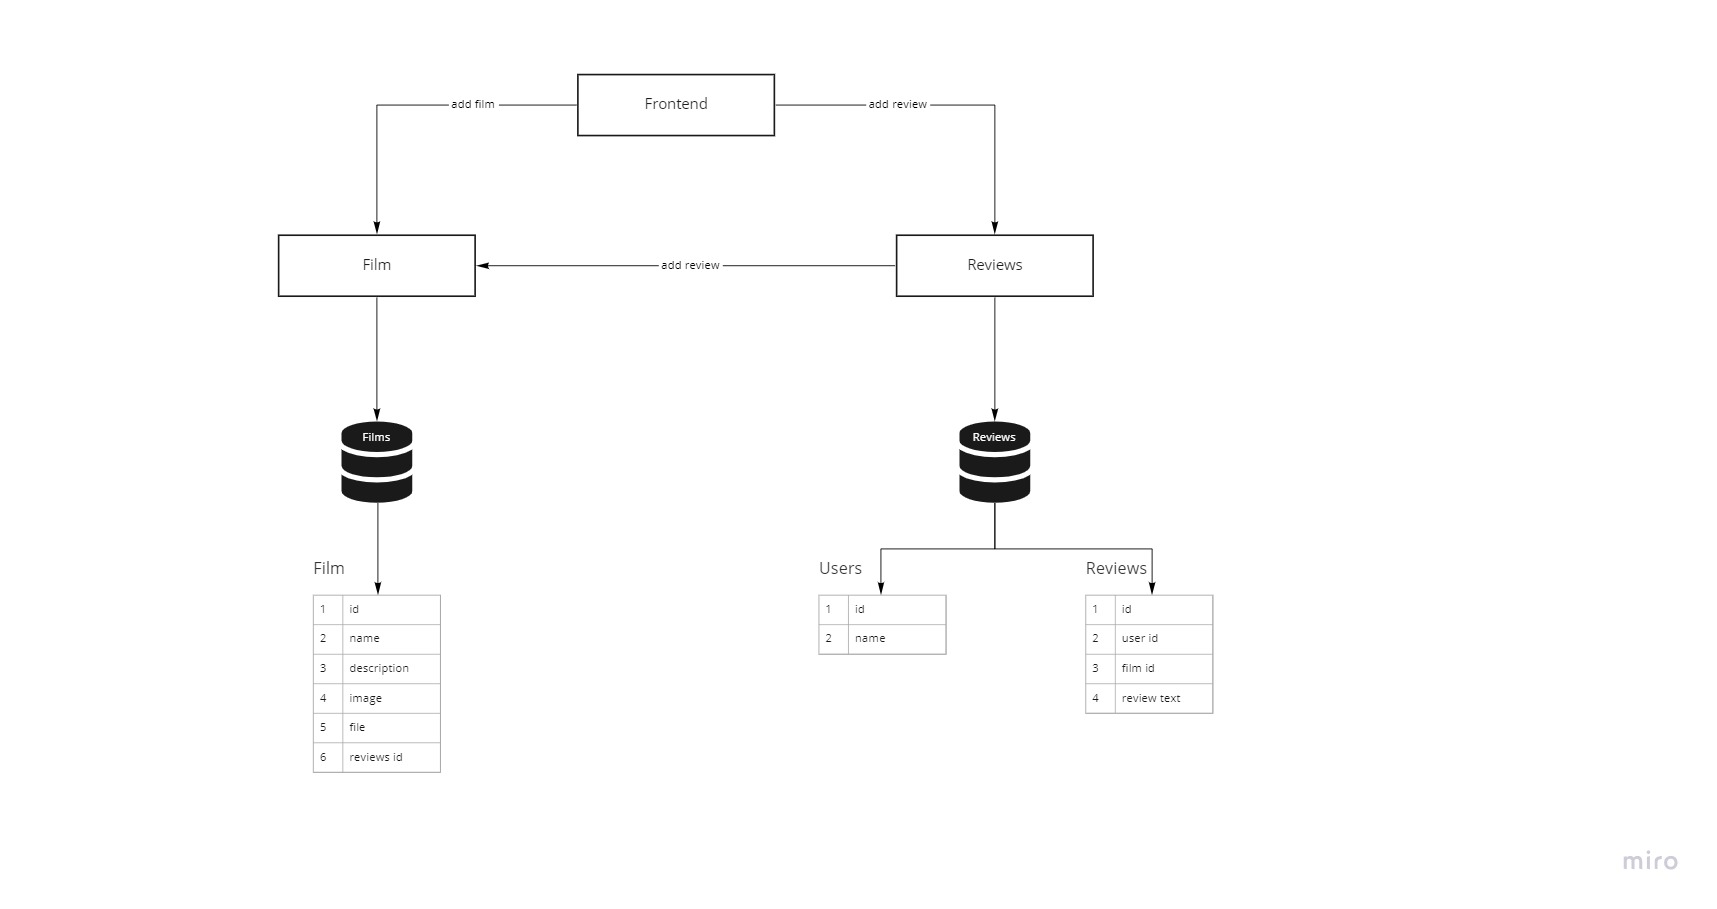 Frontend
add film
add review
Film
add review
Reviews
Films
Reviews
Film
1 id
2 name
3 description
4 image
5 file
6 reviews id
Users
1 id
2 name
Reviews
1 id
2 user id
3 film id
4 review text
miro